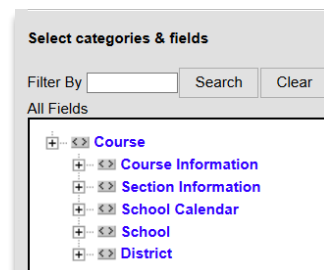 Select categories & fields
Filter By Search Clear
All Fields
Course
Course Information
Section Information
School Calendar
School
District